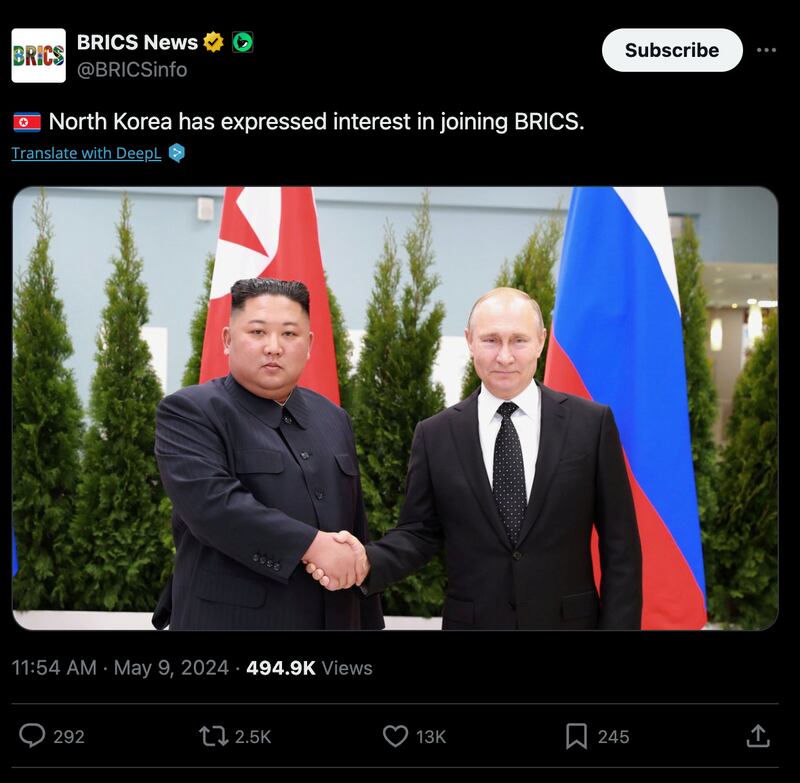 BRICS
BRICS News
@BRICSinfo
Subscribe
North Korea has expressed interest in joining BRICS.
Translate with DeepL
11:54 AM · May 9, 2024 · 494.9K Views
292
2.5K
13K
245